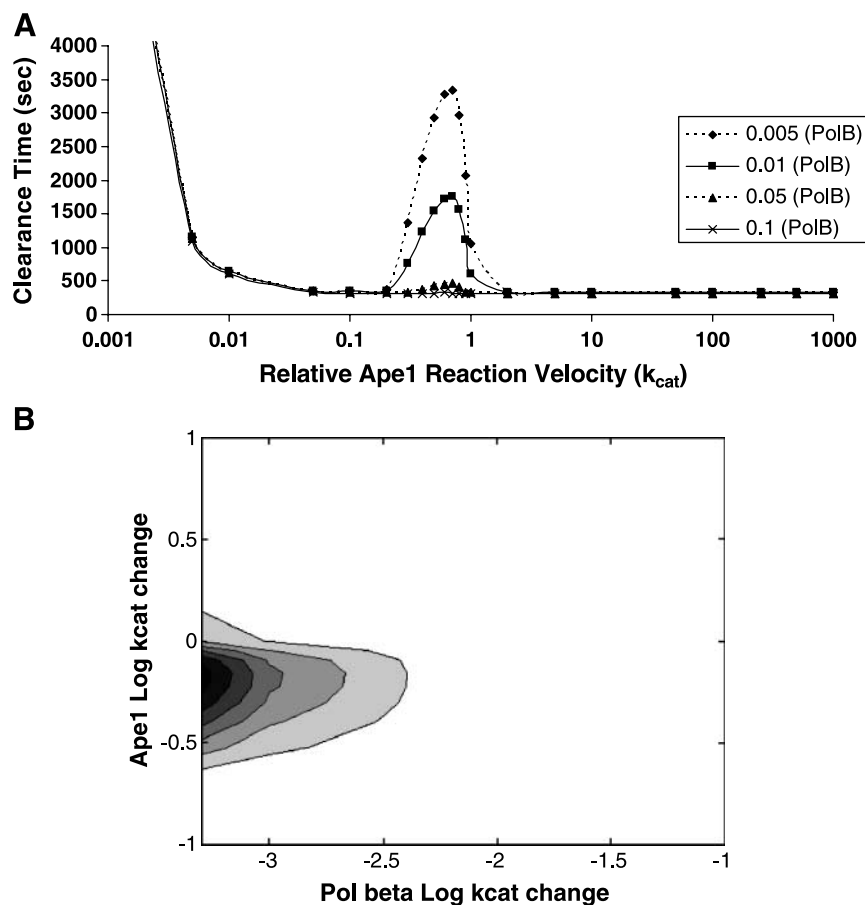 A
Clearance Time (sec)
4000
3500
3000
2500
2000
1500
1000
500
0
0.001 0.01 0.1 1 10 100 1000
Relative Ape1 Reaction Velocity (kcat)
0.005 (PolB)
0.01 (PolB)
0.05 (PolB)
0.1 (PolB)
B
Ape1 Log kcat change
1
0.5
0
-0.5
-1
-3 -2.5 -2 -1.5 -1
Pol beta Log kcat change